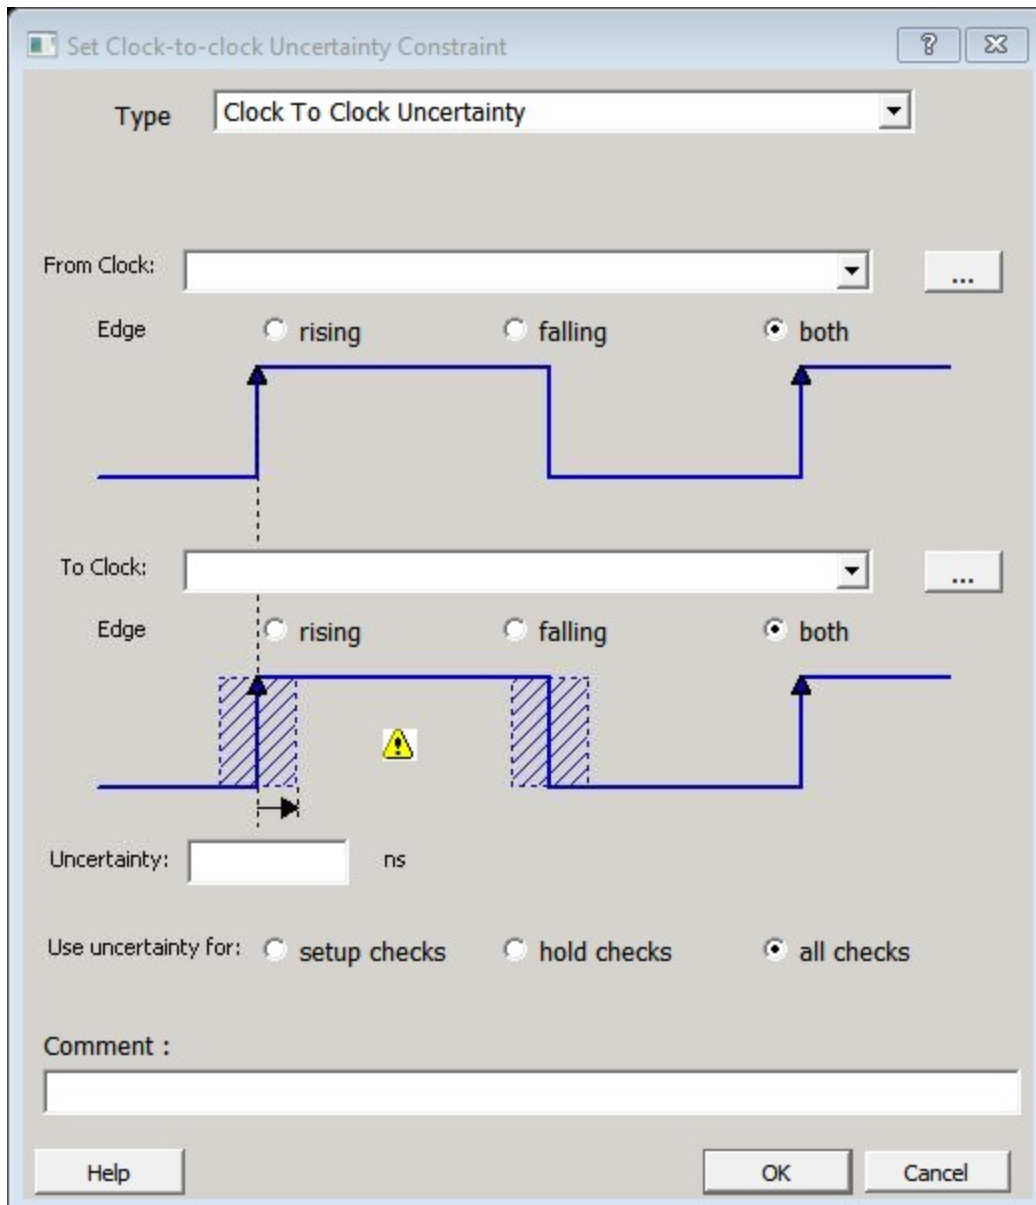 Set Clock-to-clock Uncertainty Constraint
Type Clock To Clock Uncertainty
From Clock: ...
Edge rising falling both
To Clock: ...
Edge rising falling both
Uncertainty: ns
Use uncertainty for: setup checks hold checks all checks
Comment :
Help OK Cancel